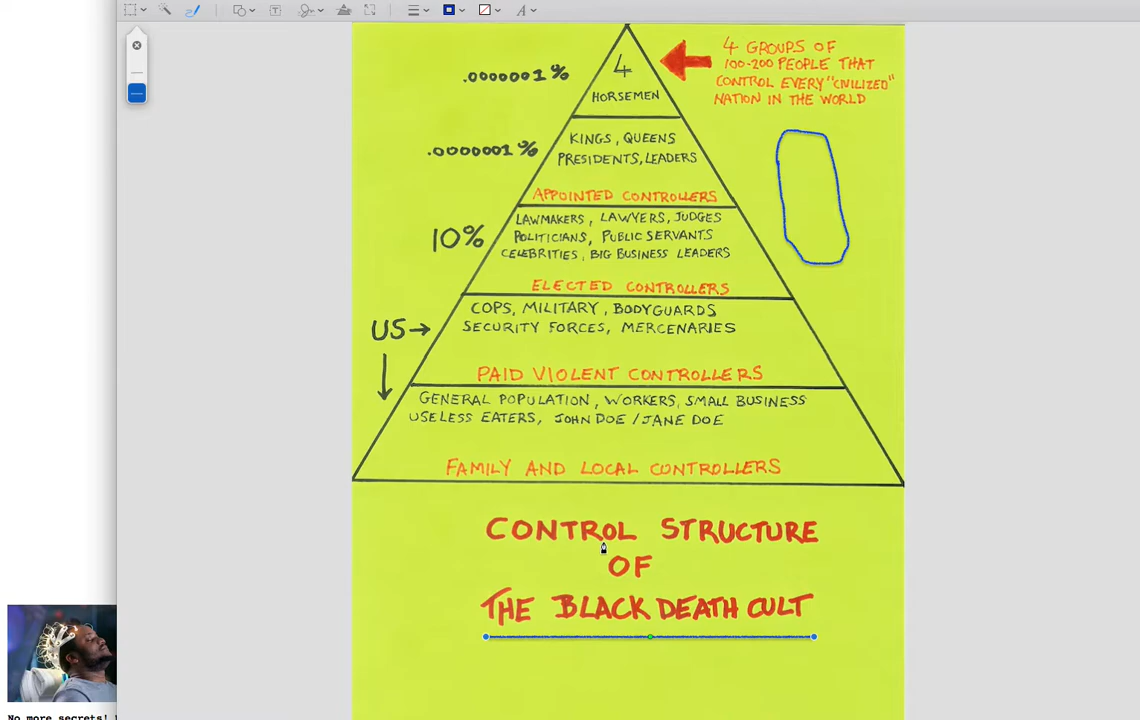 .0000001%
4
HORSEMEN
4 GROUPS OF
100-200 PEOPLE THAT
CONTROL EVERY "CIVILIZED"
NATION IN THE WORLD
.0000001%
KINGS, QUEENS
PRESIDENTS, LEADERS
APPOINTED CONTROLLERS
10%
LAWMAKERS, LAWYERS, JUDGES
POLITICIANS, PUBLIC SERVANTS
CELEBRITIES, BIG BUSINESS LEADERS
ELECTED CONTROLLERS
US→
COPS, MILITARY, BODYGUARDS
SECURITY FORCES, MERCENARIES
PAID VIOLENT CONTROLLERS
GENERAL POPULATION, WORKERS, SMALL BUSINESS
USELESS EATERS, JOHN DOE / JANE DOE
FAMILY AND LOCAL CONTROLLERS
CONTROL STRUCTURE
OF
THE BLACK DEATH CULT
No more secrets!